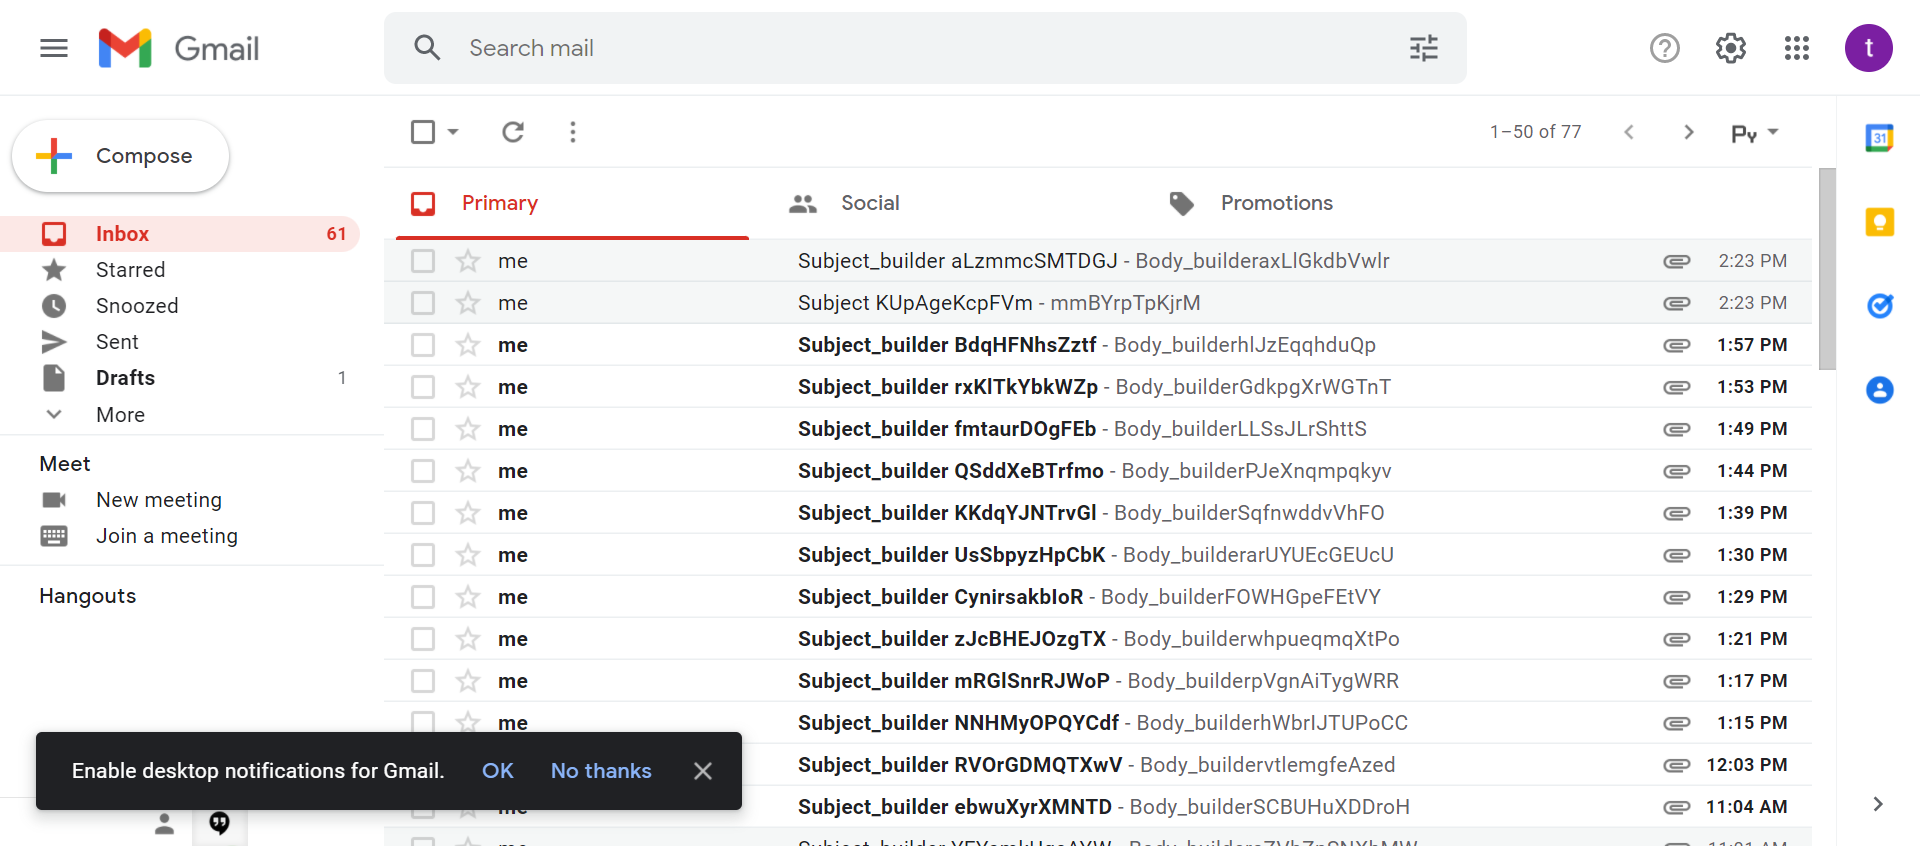 Gmail
Search mail
t
Compose
1–50 of 77
Py
31
Primary
Social
Promotions
Inbox 61
Starred
Snoozed
Sent
Drafts 1
More
Meet
New meeting
Join a meeting
Hangouts
me Subject_builder aLzmmcSMTDGJ - Body_builderaxLlGkdbVwlr 2:23 PM
me Subject KUpAgeKcpFVm - mmBYrpTpKjrM 2:23 PM
me Subject_builder BdqHFNhsZztf - Body_builderhlJzEqqhduQp 1:57 PM
me Subject_builder rxKlTkYbkWZp - Body_builderGdkpgXrWGTnT 1:53 PM
me Subject_builder fmtaurDOgFEb - Body_builderLLSsJLrShttS 1:49 PM
me Subject_builder QSddXeBTrfmo - Body_builderPJeXnqmpqkyv 1:44 PM
me Subject_builder KKdqYJNTrvGl - Body_builderSqfnwddvVhFO 1:39 PM
me Subject_builder UsSbpyzHpCbK - Body_builderarUYUEcGEUcU 1:30 PM
me Subject_builder CynirsakbIoR - Body_builderFOWHGpeFEtVY 1:29 PM
me Subject_builder zJcBHEJOzgTX - Body_builderwhpueqmqXtPo 1:21 PM
me Subject_builder mRGlSnrRJWoP - Body_builderpVgnAiTygWRR 1:17 PM
me Subject_builder NNHMyOPQYCdf - Body_builderhWbrIJTUPoCC 1:15 PM
Subject_builder RVOrGDMQTXwV - Body_buildervtlemgfeAzed 12:03 PM
me Subject_builder ebwuXyrXMNTD - Body_builderSCBUHuXDDroH 11:04 AM
Enable desktop notifications for Gmail. OK No thanks